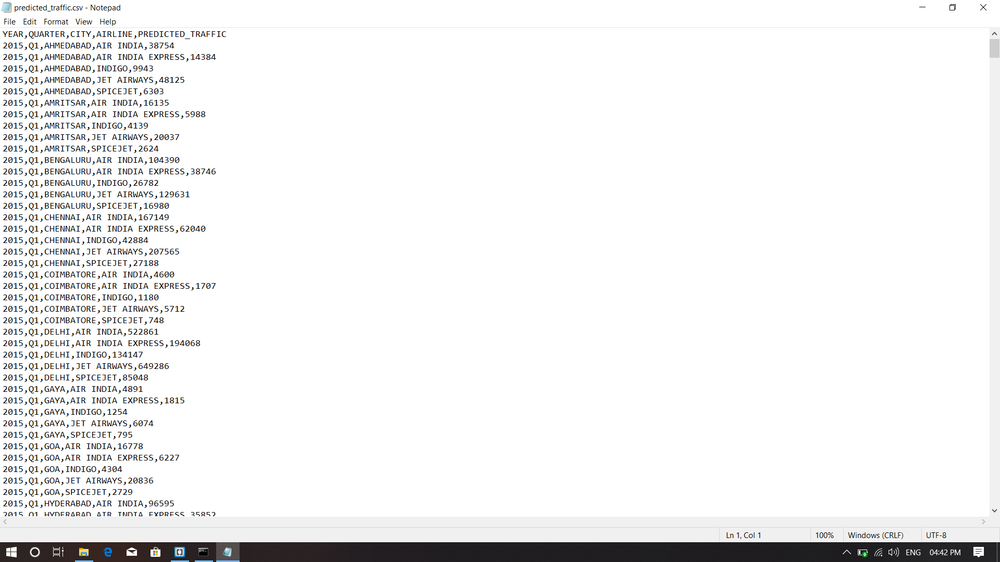 predicted_traffic.csv - Notepad
File Edit Format View Help
YEAR,QUARTER,CITY,AIRLINE,PREDICTED_TRAFFIC
2015,Q1,AHMEDABAD,AIR INDIA,38754
2015,Q1,AHMEDABAD,AIR INDIA EXPRESS,14384
2015,Q1,AHMEDABAD,INDIGO,9943
2015,Q1,AHMEDABAD,JET AIRWAYS,48125
2015,Q1,AHMEDABAD,SPICEJET,6303
2015,Q1,AMRITSAR,AIR INDIA,16135
2015,Q1,AMRITSAR,AIR INDIA EXPRESS,5988
2015,Q1,AMRITSAR,INDIGO,4139
2015,Q1,AMRITSAR,JET AIRWAYS,20037
2015,Q1,AMRITSAR,SPICEJET,2624
2015,Q1,BENGALURU,AIR INDIA,104390
2015,Q1,BENGALURU,AIR INDIA EXPRESS,38746
2015,Q1,BENGALURU,INDIGO,26782
2015,Q1,BENGALURU,JET AIRWAYS,129631
2015,Q1,BENGALURU,SPICEJET,16980
2015,Q1,CHENNAI,AIR INDIA,167149
2015,Q1,CHENNAI,AIR INDIA EXPRESS,62040
2015,Q1,CHENNAI,INDIGO,42884
2015,Q1,CHENNAI,JET AIRWAYS,207565
2015,Q1,CHENNAI,SPICEJET,27188
2015,Q1,COIMBATORE,AIR INDIA,4600
2015,Q1,COIMBATORE,AIR INDIA EXPRESS,1707
2015,Q1,COIMBATORE,INDIGO,1180
2015,Q1,COIMBATORE,JET AIRWAYS,5712
2015,Q1,COIMBATORE,SPICEJET,748
2015,Q1,DELHI,AIR INDIA,522861
2015,Q1,DELHI,AIR INDIA EXPRESS,194068
2015,Q1,DELHI,INDIGO,134147
2015,Q1,DELHI,JET AIRWAYS,649286
2015,Q1,DELHI,SPICEJET,85048
2015,Q1,GAYA,AIR INDIA,4891
2015,Q1,GAYA,AIR INDIA EXPRESS,1815
2015,Q1,GAYA,INDIGO,1254
2015,Q1,GAYA,JET AIRWAYS,6074
2015,Q1,GAYA,SPICEJET,795
2015,Q1,GOA,AIR INDIA,16778
2015,Q1,GOA,AIR INDIA EXPRESS,6227
2015,Q1,GOA,INDIGO,4304
2015,Q1,GOA,JET AIRWAYS,20836
2015,Q1,GOA,SPICEJET,2729
2015,Q1,HYDERABAD,AIR INDIA,96595
2015,Q1,HYDERABAD,AIR INDIA EXPRESS,35852
Ln 1, Col 1 100% Windows (CRLF) UTF-8
ENG 04:42 PM